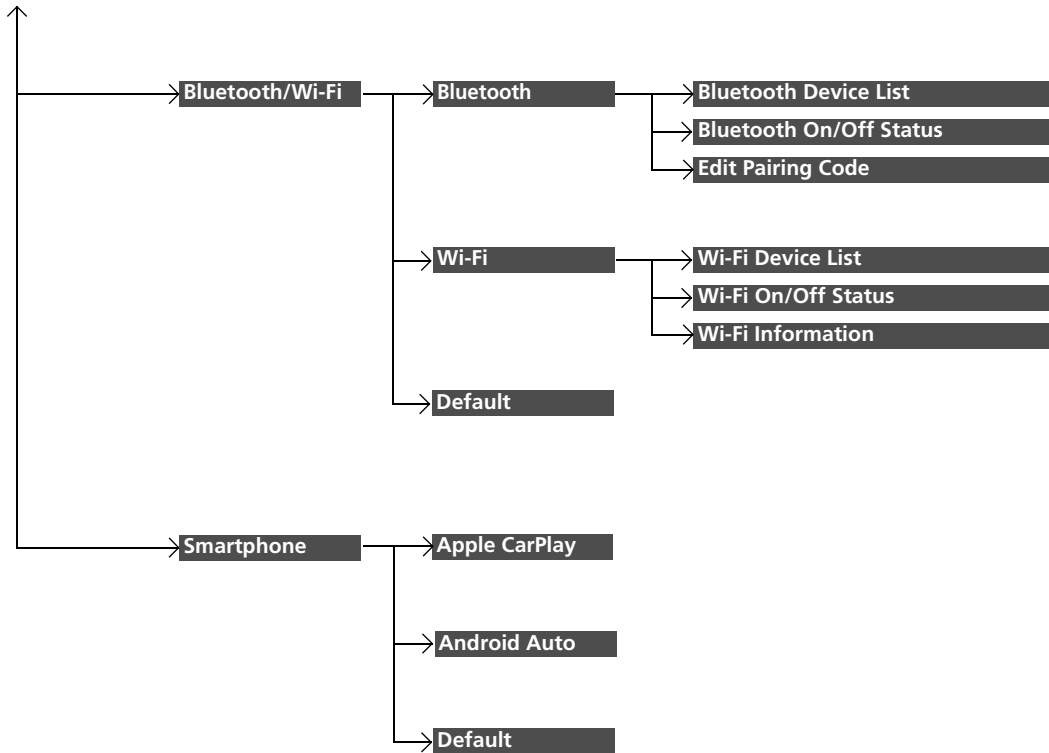 Bluetooth/Wi-Fi
Bluetooth
Bluetooth Device List
Bluetooth On/Off Status
Edit Pairing Code
Wi-Fi
Wi-Fi Device List
Wi-Fi On/Off Status
Wi-Fi Information
Default
Smartphone
Apple CarPlay
Android Auto
Default